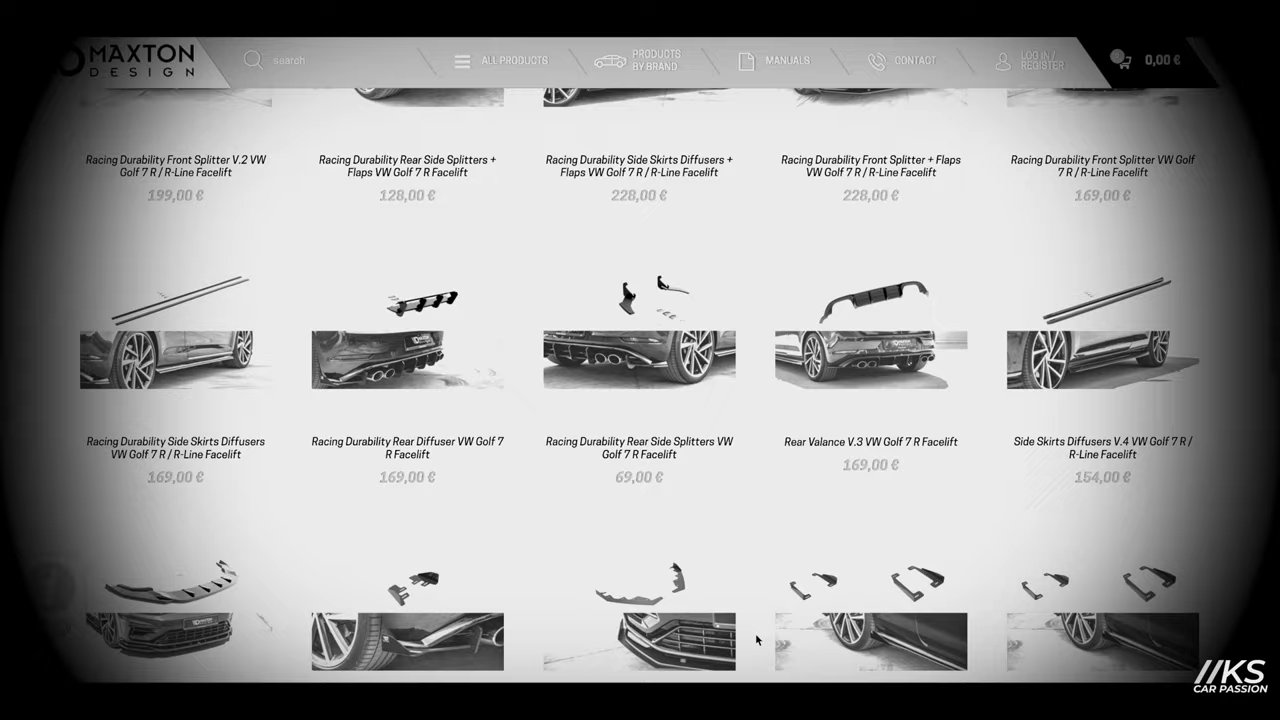 MAXTON
DESIGN
search
ALL PRODUCTS
PRODUCTS
BY BRAND
MANUALS
CONTACT
LOG IN /
REGISTER
0,00 €
Racing Durability Front Splitter V.2 VW
Golf 7 R / R-Line Facelift
199,00 €
Racing Durability Rear Side Splitters +
Flaps VW Golf 7 R Facelift
128,00 €
Racing Durability Side Skirts Diffusers +
Flaps VW Golf 7 R / R-Line Facelift
228,00 €
Racing Durability Front Splitter + Flaps
VW Golf 7 R / R-Line Facelift
228,00 €
Racing Durability Front Splitter VW Golf
7 R / R-Line Facelift
169,00 €
Racing Durability Side Skirts Diffusers
VW Golf 7 R / R-Line Facelift
169,00 €
Racing Durability Rear Diffuser VW Golf 7
R Facelift
169,00 €
Racing Durability Rear Side Splitters VW
Golf 7 R Facelift
69,00 €
Rear Valance V.3 VW Golf 7 R Facelift
169,00 €
Side Skirts Diffusers V.4 VW Golf 7 R /
R-Line Facelift
154,00 €
//KS
CAR PASSION